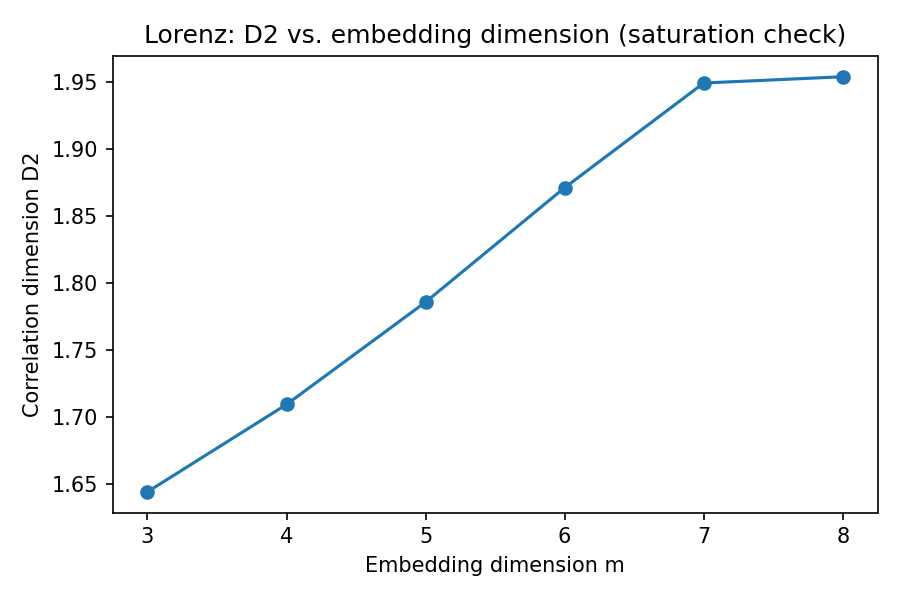 Lorenz: D2 vs. embedding dimension (saturation check)
Correlation dimension D2
1.95
1.90
1.85
1.80
1.75
1.70
1.65
3 4 5 6 7 8
Embedding dimension m